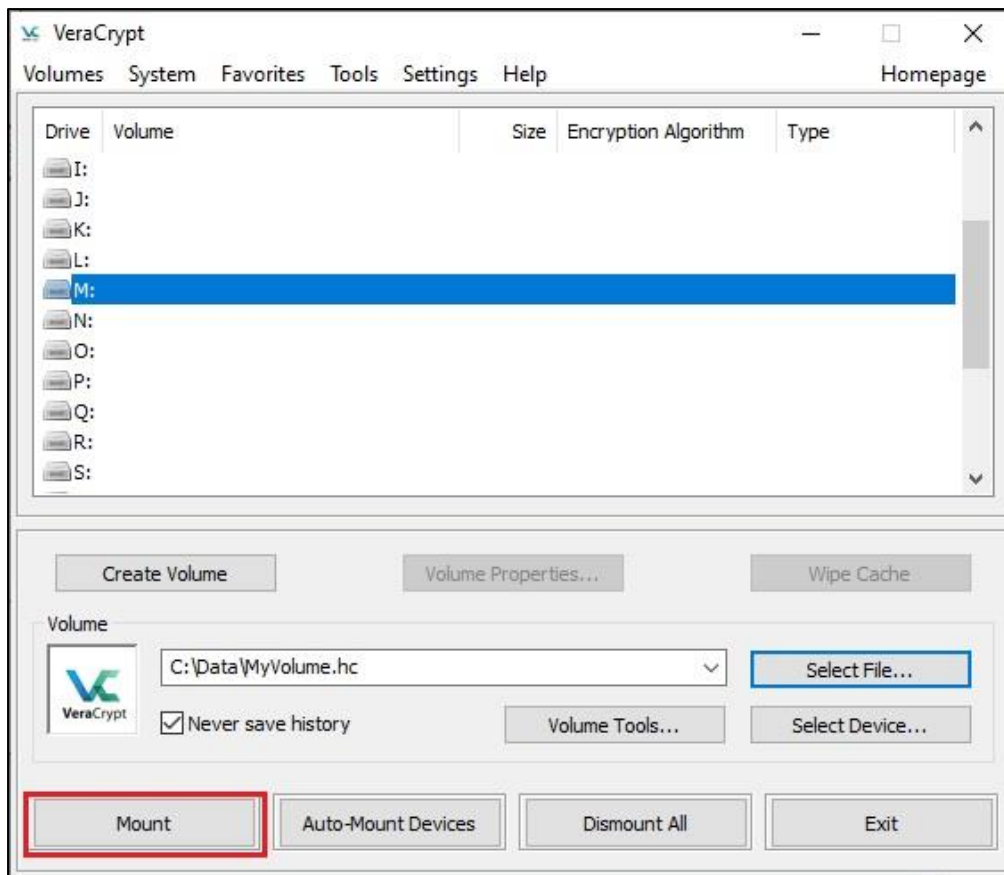 VeraCrypt
Volumes System Favorites Tools Settings Help Homepage
Drive Volume Size Encryption Algorithm Type
I:
J:
K:
L:
M:
N:
O:
P:
Q:
R:
S:
Create Volume Volume Properties... Wipe Cache
Volume
C:\Data\MyVolume.hc Select File...
VeraCrypt
Never save history Volume Tools... Select Device...
Mount Auto-Mount Devices Dismount All Exit